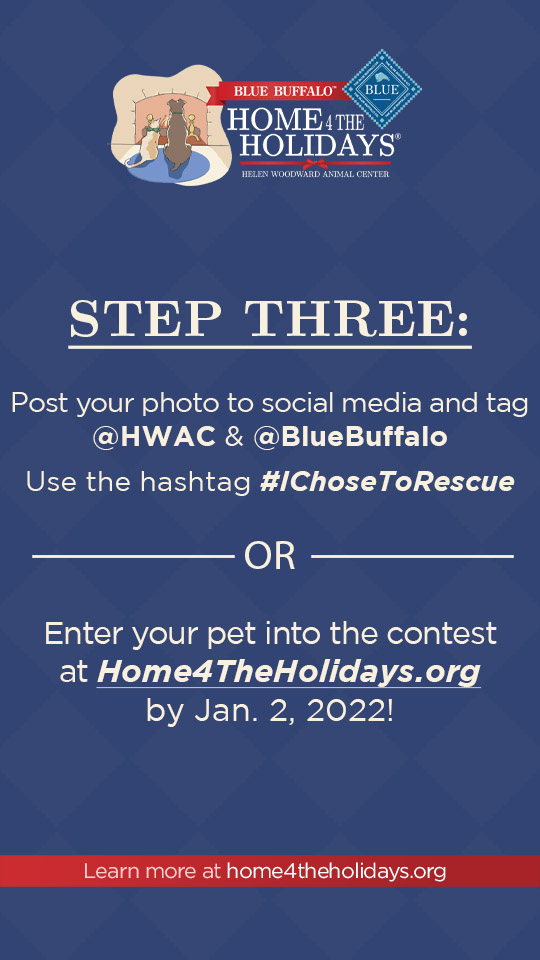 BLUE BUFFALO™
BLUE
HOME 4 THE
HOLIDAYS®
HELEN WOODWARD ANIMAL CENTER
STEP THREE:
Post your photo to social media and tag
@HWAC & @BlueBuffalo
Use the hashtag #IChoseToRescue
OR
Enter your pet into the contest
at Home4TheHolidays.org
by Jan. 2, 2022!
Learn more at home4theholidays.org